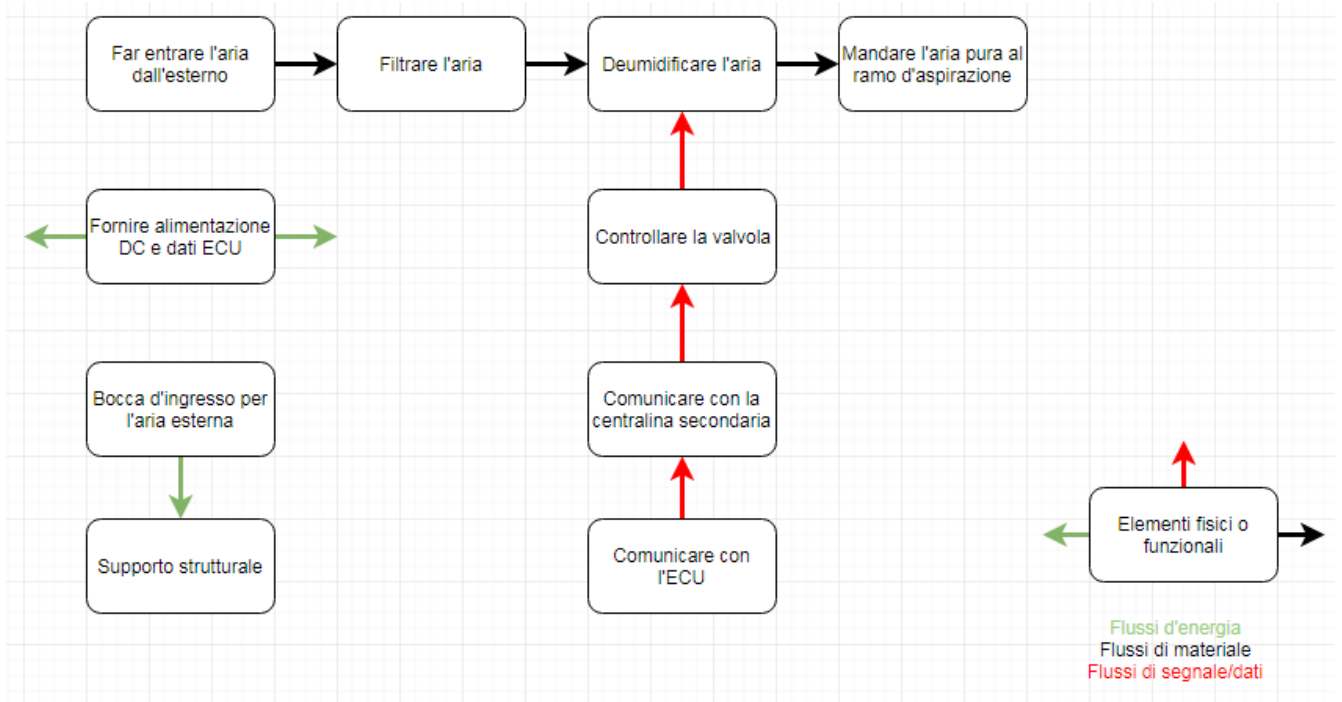 Far entrare l'aria
dall'esterno
Filtrare l'aria
Deumidificare l'aria
Mandare l'aria pura al
ramo d'aspirazione
Fornire alimentazione
DC e dati ECU
Controllare la valvola
Bocca d'ingresso per
l'aria esterna
Comunicare con la
centralina secondaria
Supporto strutturale
Comunicare con
l'ECU
Elementi fisici o
funzionali
Flussi d'energia
Flussi di materiale
Flussi di segnale/dati